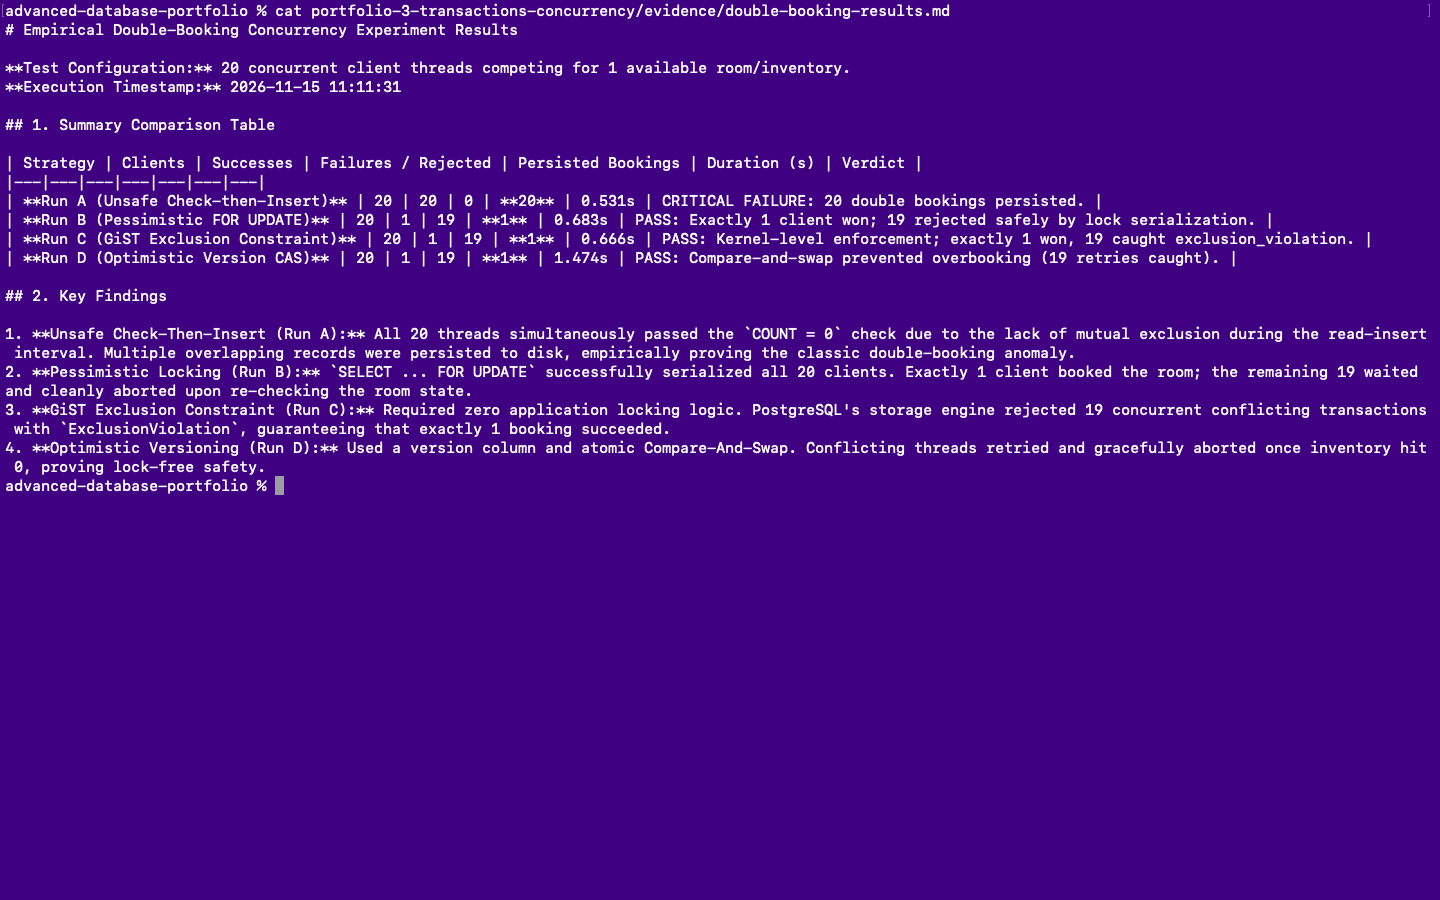 advanced-database-portfolio % cat portfolio-3-transactions-concurrency/evidence/double-booking-results.md
# Empirical Double-Booking Concurrency Experiment Results
**Test Configuration:** 20 concurrent client threads competing for 1 available room/inventory.
**Execution Timestamp:** 2026-11-15 11:11:31
## 1. Summary Comparison Table
| Strategy | Clients | Successes | Failures / Rejected | Persisted Bookings | Duration (s) | Verdict |
|---|---|---|---|---|---|---|
| **Run A (Unsafe Check-then-Insert)** | 20 | 20 | 0 | **20** | 0.531s | CRITICAL FAILURE: 20 double bookings persisted. |
| **Run B (Pessimistic FOR UPDATE)** | 20 | 1 | 19 | **1** | 0.683s | PASS: Exactly 1 client won; 19 rejected safely by lock serialization. |
| **Run C (GiST Exclusion Constraint)** | 20 | 1 | 19 | **1** | 0.666s | PASS: Kernel-level enforcement; exactly 1 won, 19 caught exclusion_violation. |
| **Run D (Optimistic Version CAS)** | 20 | 1 | 19 | **1** | 1.474s | PASS: Compare-and-swap prevented overbooking (19 retries caught). |
## 2. Key Findings
1. **Unsafe Check-Then-Insert (Run A):** All 20 threads simultaneously passed the `COUNT = 0` check due to the lack of mutual exclusion during the read-insert
interval. Multiple overlapping records were persisted to disk, empirically proving the classic double-booking anomaly.
2. **Pessimistic Locking (Run B):** `SELECT ... FOR UPDATE` successfully serialized all 20 clients. Exactly 1 client booked the room; the remaining 19 waited
and cleanly aborted upon re-checking the room state.
3. **GiST Exclusion Constraint (Run C):** Required zero application locking logic. PostgreSQL's storage engine rejected 19 concurrent conflicting transactions
with `ExclusionViolation`, guaranteeing that exactly 1 booking succeeded.
4. **Optimistic Versioning (Run D):** Used a version column and atomic Compare-And-Swap. Conflicting threads retried and gracefully aborted once inventory hit
0, proving lock-free safety.
advanced-database-portfolio %